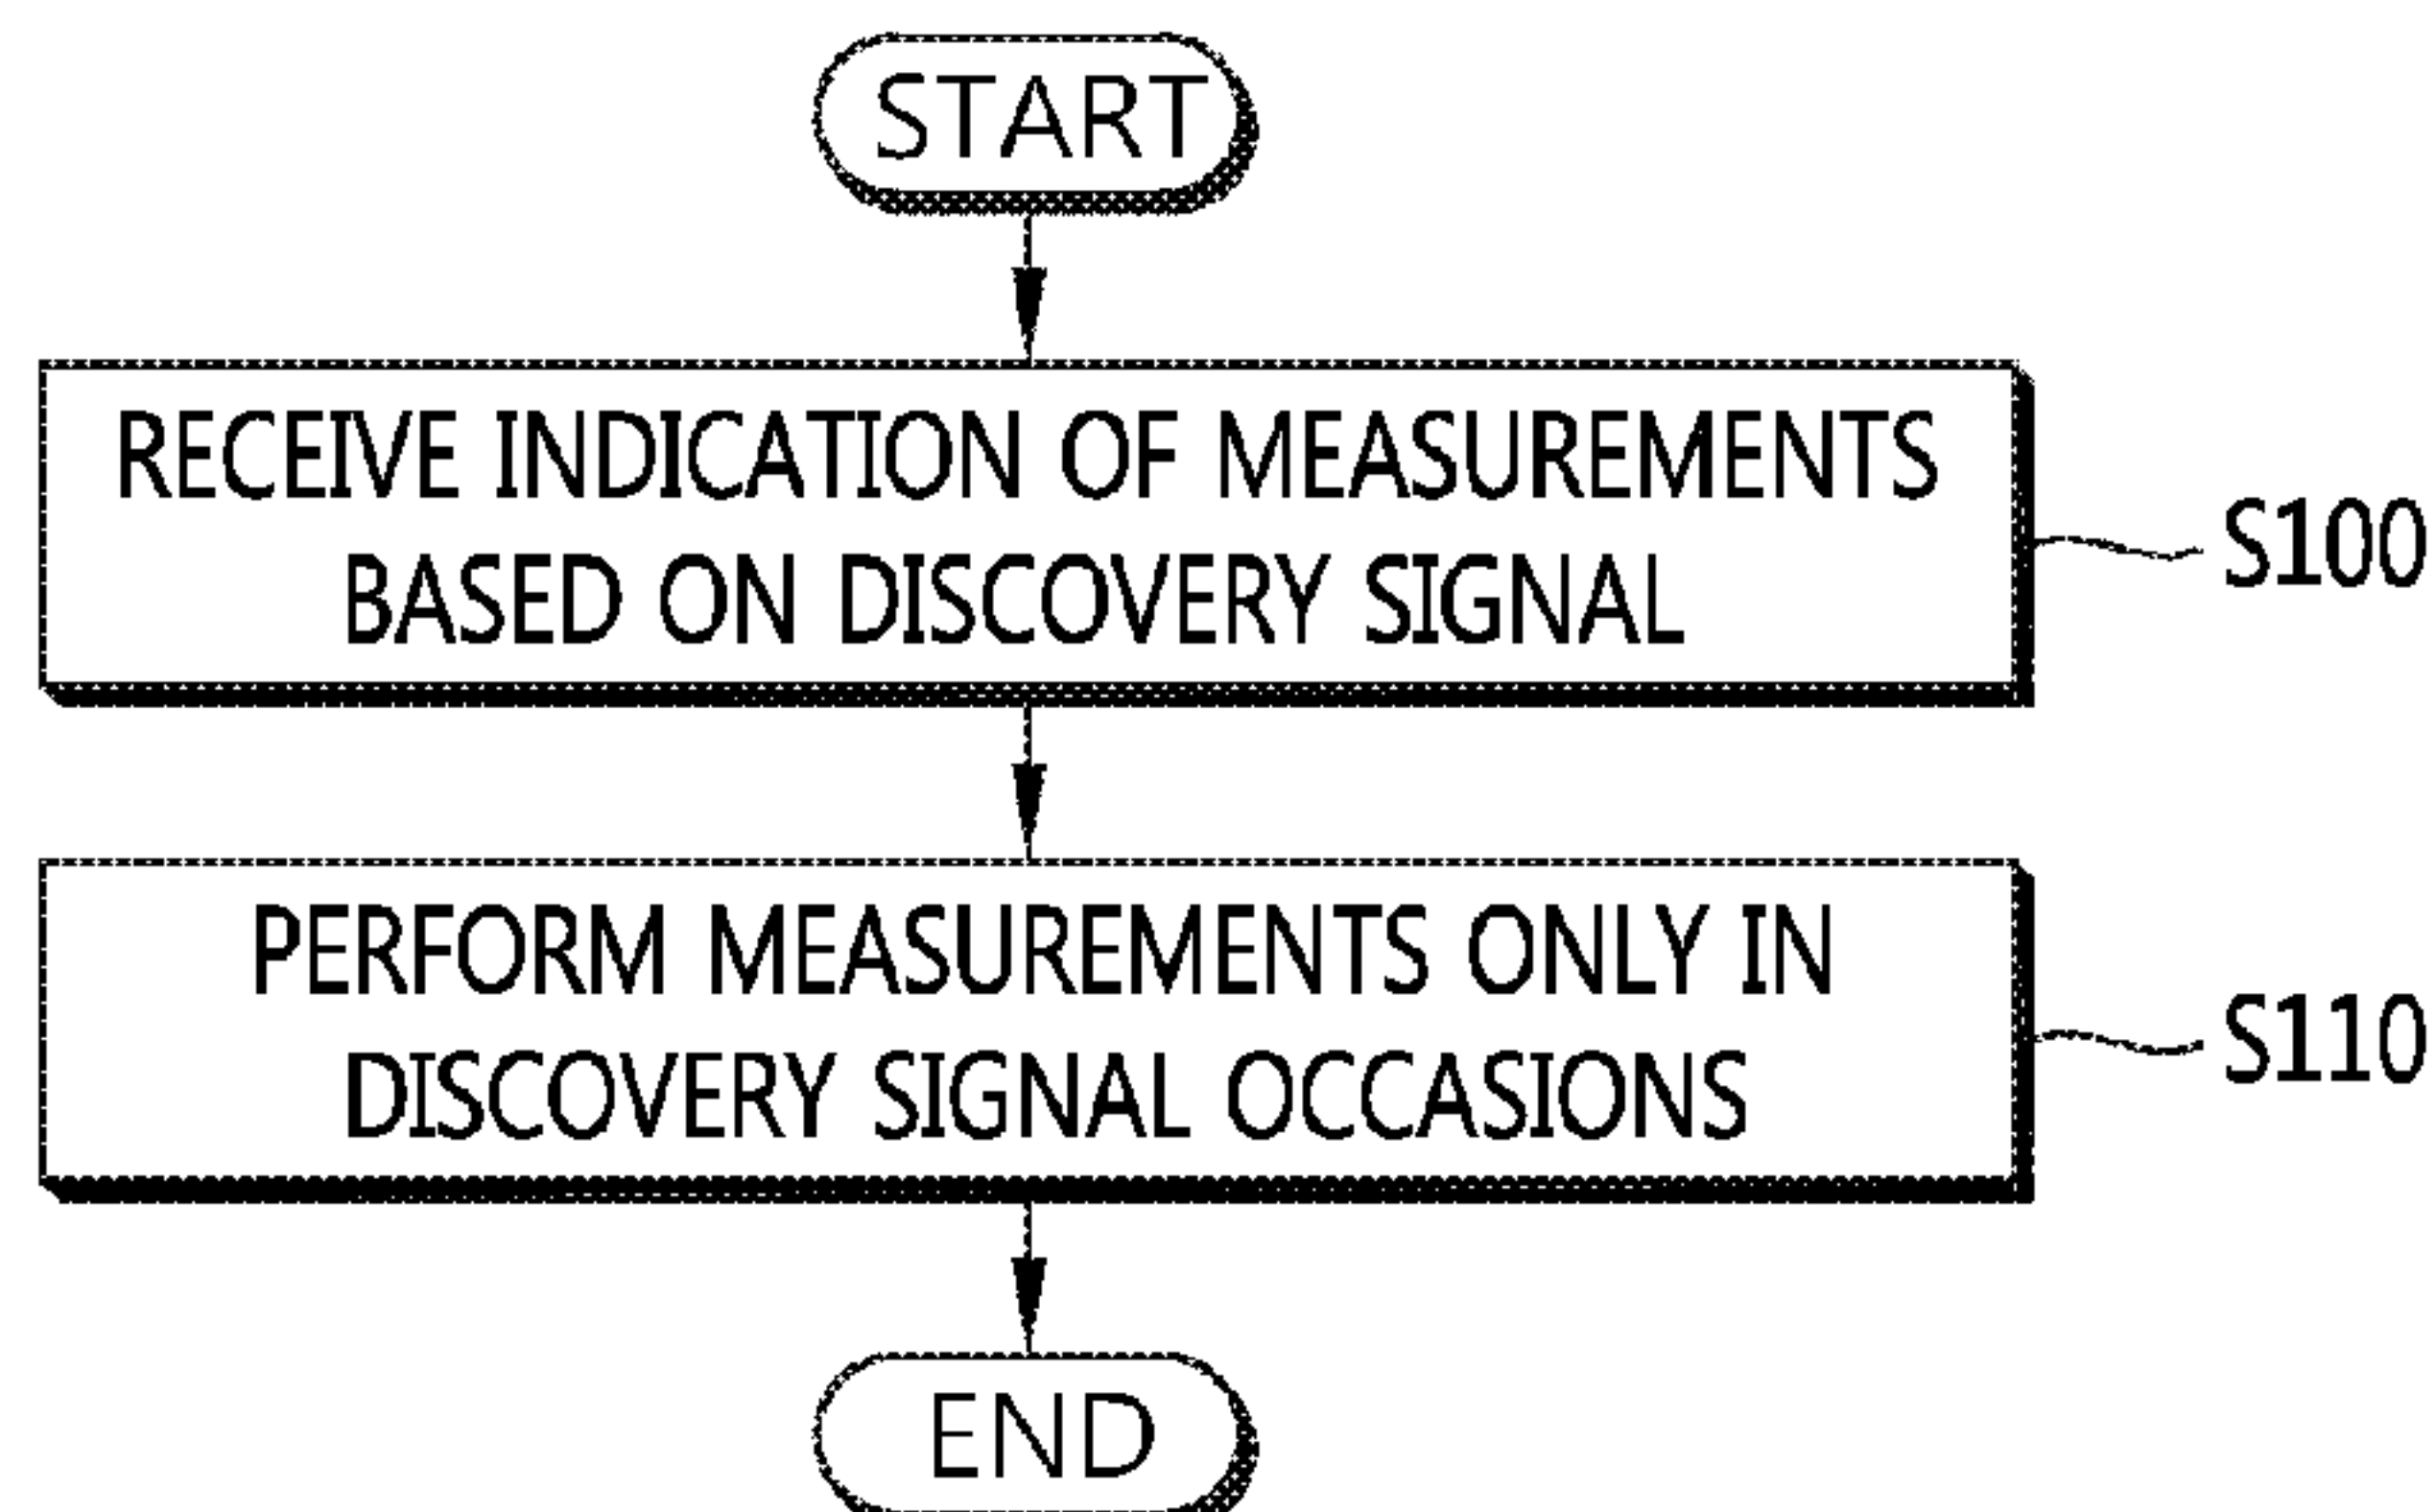 START
RECEIVE INDICATION OF MEASUREMENTS
BASED ON DISCOVERY SIGNAL
S100
PERFORM MEASUREMENTS ONLY IN
DISCOVERY SIGNAL OCCASIONS
S110
END